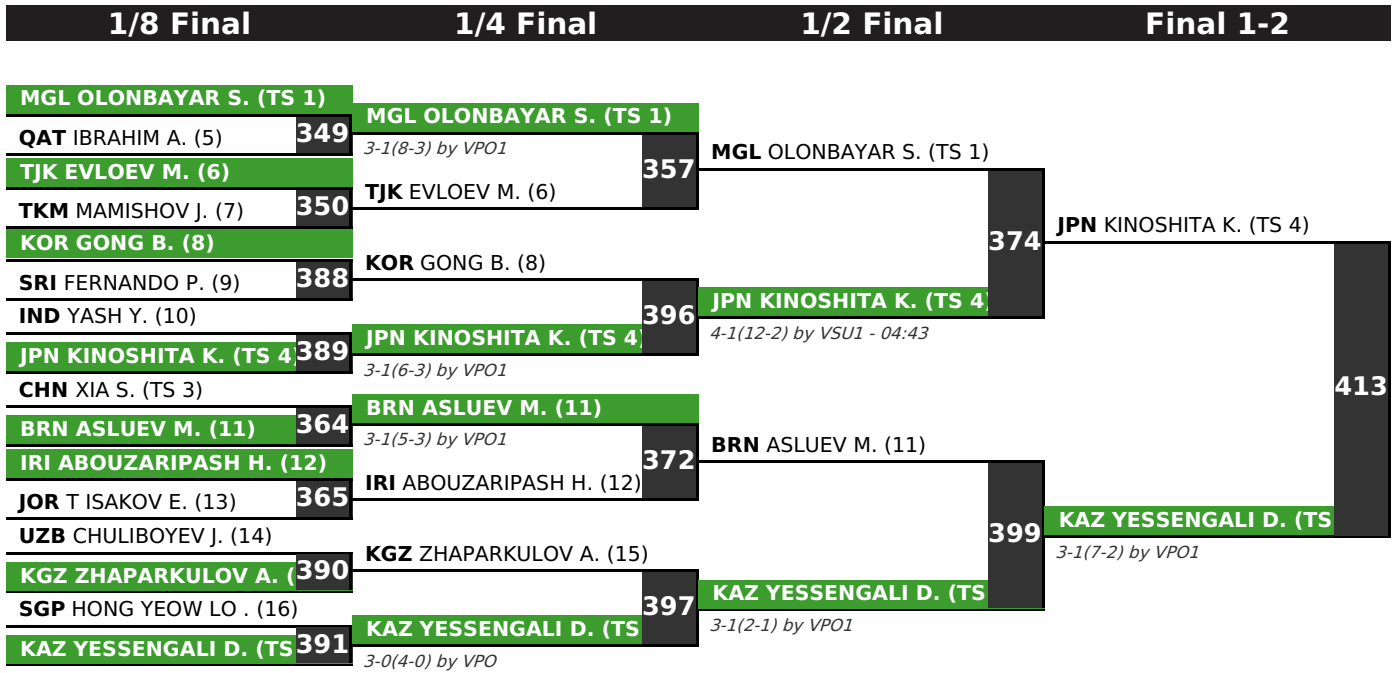 1/8 Final
1/4 Final
1/2 Final
Final 1-2
MGL OLONBAYAR S. (TS 1)
QAT IBRAHIM A. (5)
349
TJK EVLOEV M. (6)
TKM MAMISHOV J. (7)
350
KOR GONG B. (8)
SRI FERNANDO P. (9)
388
IND YASH Y. (10)
JPN KINOSHITA K. (TS 4)
389
CHN XIA S. (TS 3)
BRN ASLUEV M. (11)
364
IRI ABOUZARIPASH H. (12)
JOR T ISAKOV E. (13)
365
UZB CHULIBOYEV J. (14)
KGZ ZHAPARKULOV A. (
390
SGP HONG YEOW LO . (16)
KAZ YESSENGALI D. (TS
391
MGL OLONBAYAR S. (TS 1)
3-1(8-3) by VPO1
TJK EVLOEV M. (6)
357
KOR GONG B. (8)
JPN KINOSHITA K. (TS 4)
3-1(6-3) by VPO1
396
BRN ASLUEV M. (11)
3-1(5-3) by VPO1
IRI ABOUZARIPASH H. (12)
372
KGZ ZHAPARKULOV A. (15)
KAZ YESSENGALI D. (TS
3-0(4-0) by VPO
397
MGL OLONBAYAR S. (TS 1)
JPN KINOSHITA K. (TS 4)
4-1(12-2) by VSU1 - 04:43
374
BRN ASLUEV M. (11)
KAZ YESSENGALI D. (TS
3-1(2-1) by VPO1
399
JPN KINOSHITA K. (TS 4)
KAZ YESSENGALI D. (TS
3-1(7-2) by VPO1
413